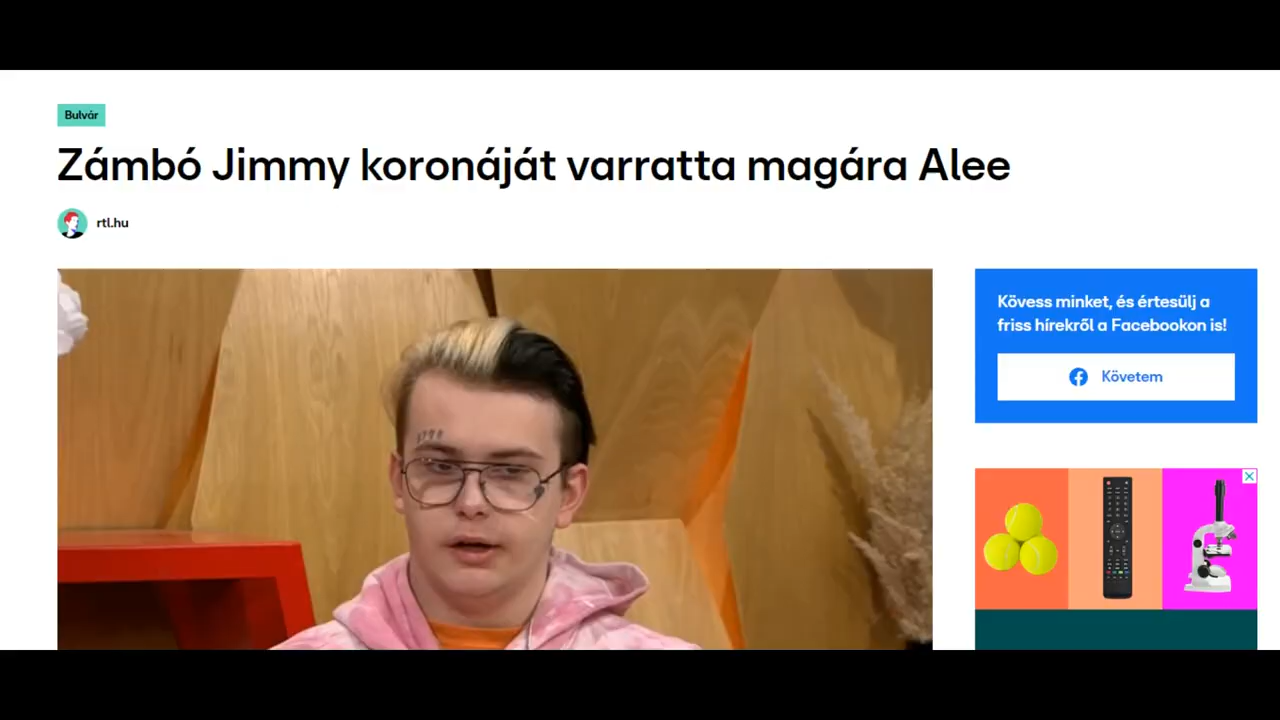 Bulvár
Zámbó Jimmy koronáját varratta magára Alee
rtl.hu
Kövess minket, és értesülj a
friss hírekről a Facebookon is!
Követem